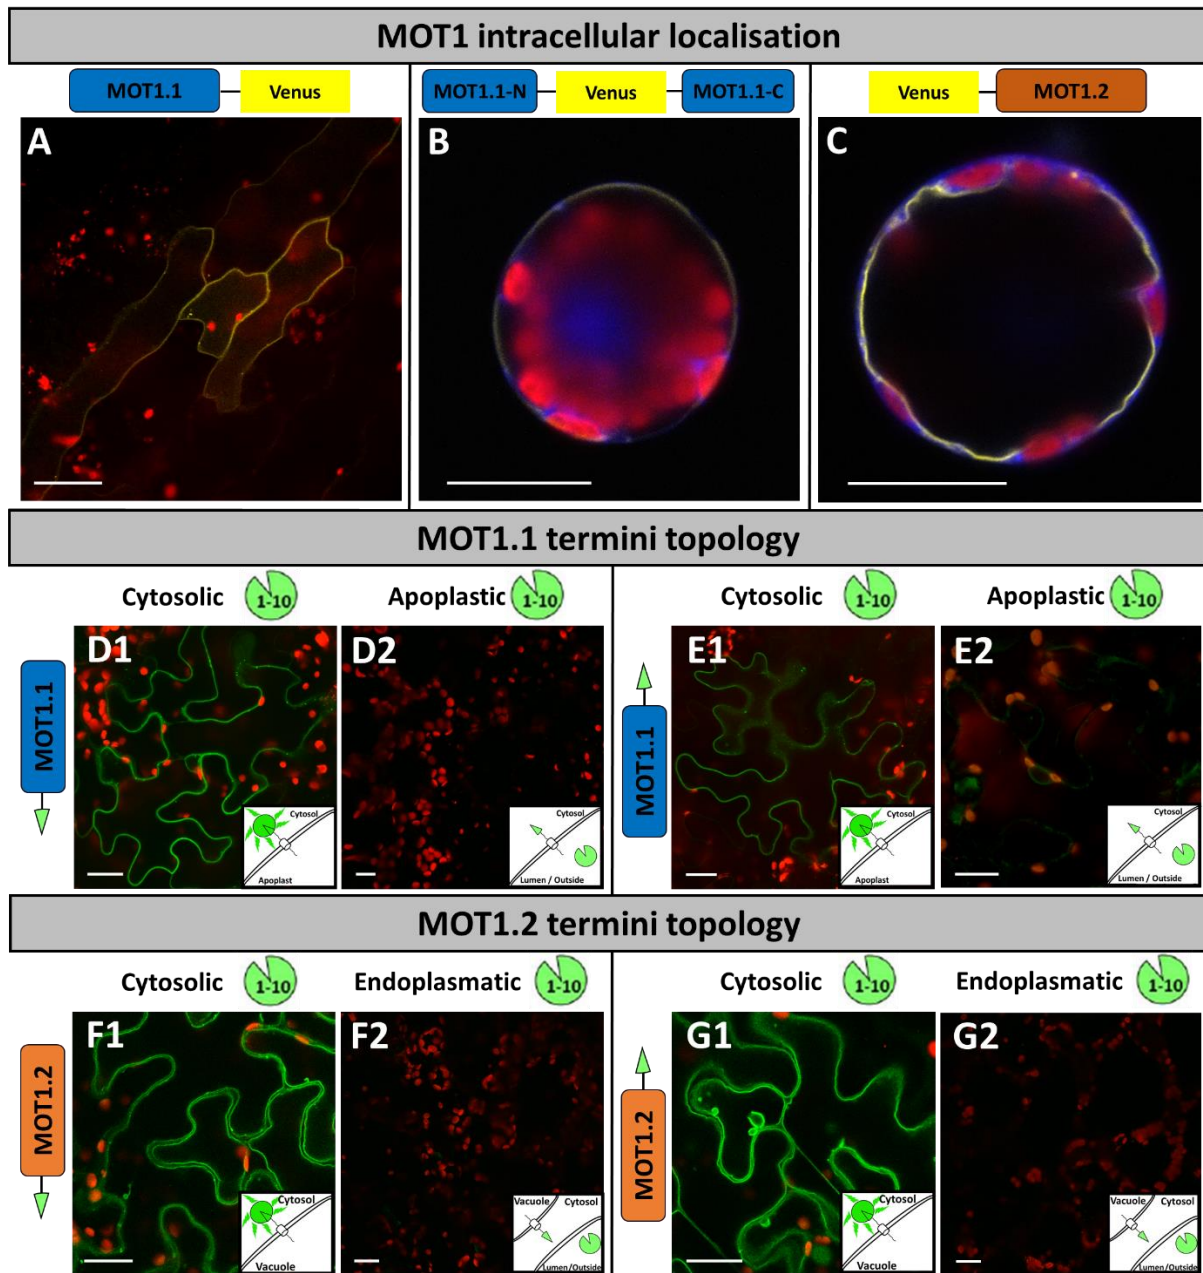 MOT1 intracellular localisation
MOT1.1 Venus
MOT1.1-N Venus MOT1.1-C
Venus MOT1.2
A
B
C
MOT1.1 termini topology
Cytosolic 1-10
Apoplastic 1-10
Cytosolic 1-10
Apoplastic 1-10
MOT1.1
D1
Cytosol
Apoplast
D2
Cytosol
Lumen / Outside
MOT1.1
E1
Cytosol
Apoplast
E2
Cytosol
Lumen / Outside
MOT1.2 termini topology
Cytosolic 1-10
Endoplasmatic 1-10
Cytosolic 1-10
Endoplasmatic 1-10
MOT1.2
F1
Cytosol
Vacuole
F2
Vacuole Cytosol
Lumen/Outside
MOT1.2
G1
Cytosol
Vacuole
G2
Vacuole Cytosol
Lumen/Outside